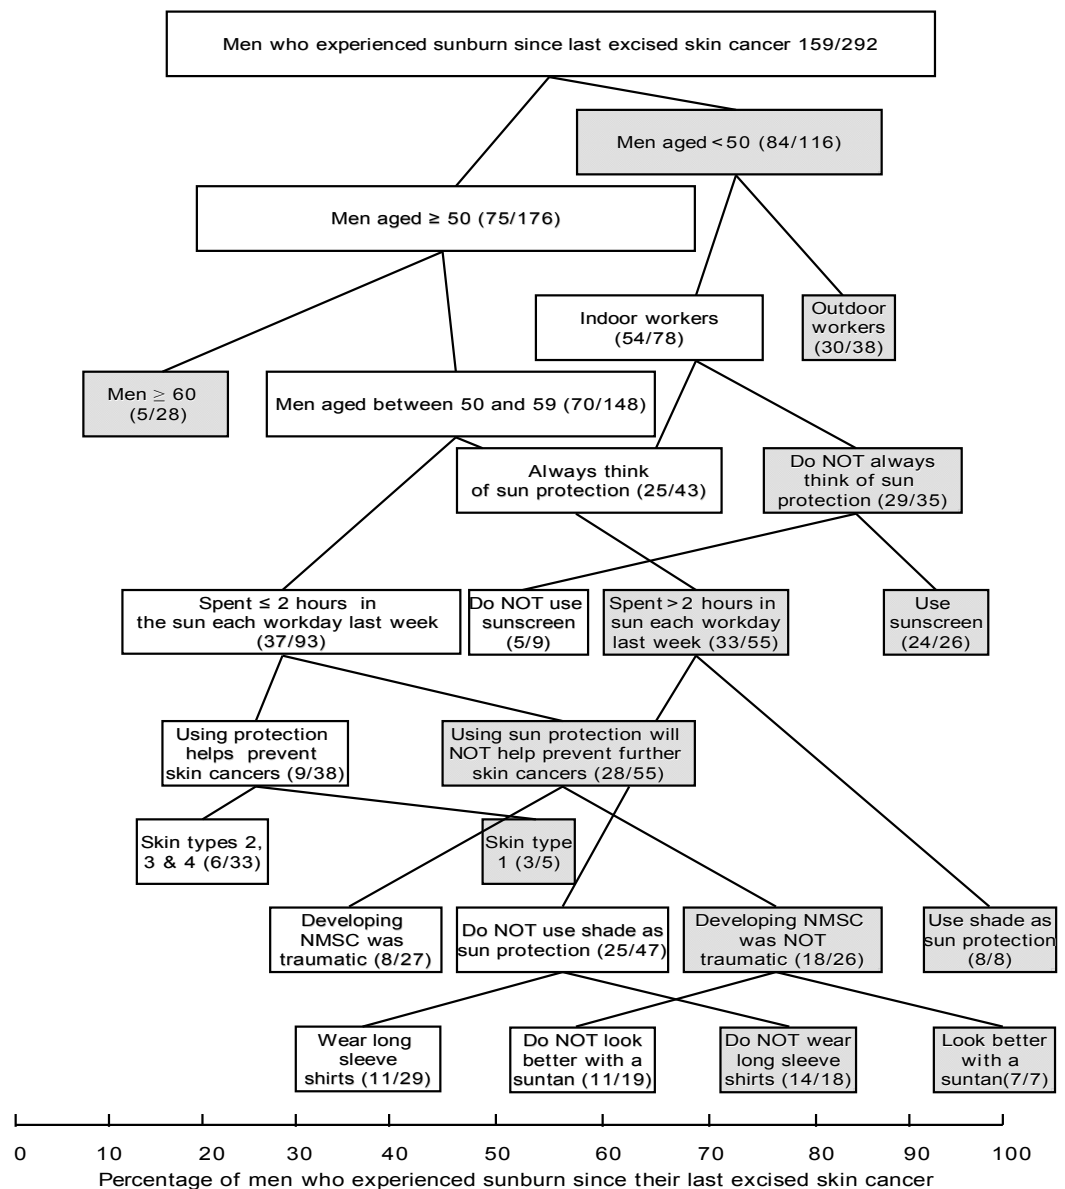 Men who experienced sunburn since last excised skin cancer 159/292
Men aged <50 (84/116)
Men aged ≥ 50 (75/176)
Indoor workers
(54/78)
Outdoor
workers
(30/38)
Men ≥ 60
(5/28)
Men aged between 50 and 59 (70/148)
Always think
of sun protection (25/43)
Do NOT always
think of sun
protection (29/35)
Spent ≤ 2 hours in
the sun each workday last week
(37/93)
Do NOT use
sunscreen
(5/9)
Spent >2 hours in
sun each workday
last week (33/55)
Use
sunscreen
(24/26)
Using protection
helps prevent
skin cancers (9/38)
Using sun protection will
NOT help prevent further
skin cancers (28/55)
Skin types 2,
3 & 4 (6/33)
Skin type
1 (3/5)
Developing
NMSC was
traumatic (8/27)
Do NOT use shade as
sun protection (25/47)
Developing NMSC
was NOT
traumatic (18/26)
Use shade as
sun protection
(8/8)
Wear long
sleeve
shirts (11/29)
Do NOT look
better with a
suntan (11/19)
Do NOT wear
long sleeve
shirts (14/18)
Look better
with a
suntan(7/7)
0 10 20 30 40 50 60 70 80 90 100
Percentage of men who experienced sunburn since their last excised skin cancer